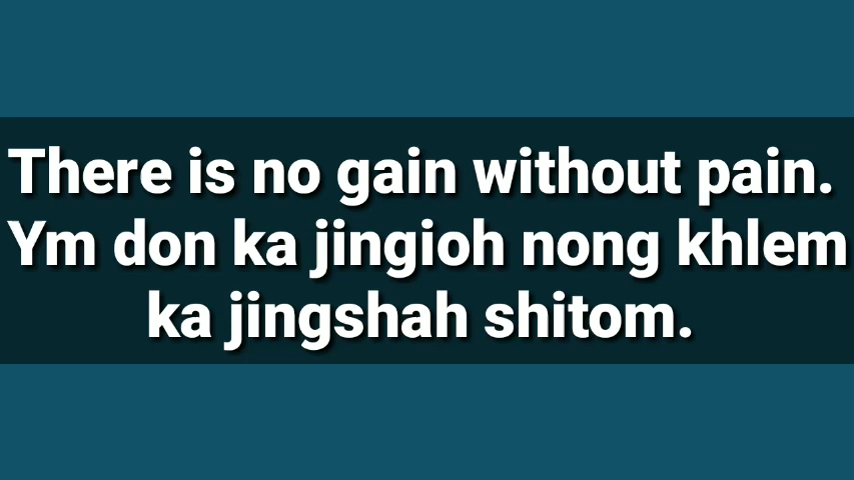 There is no gain without pain.
Ym don ka jingioh nong khlem
ka jingshah shitom.